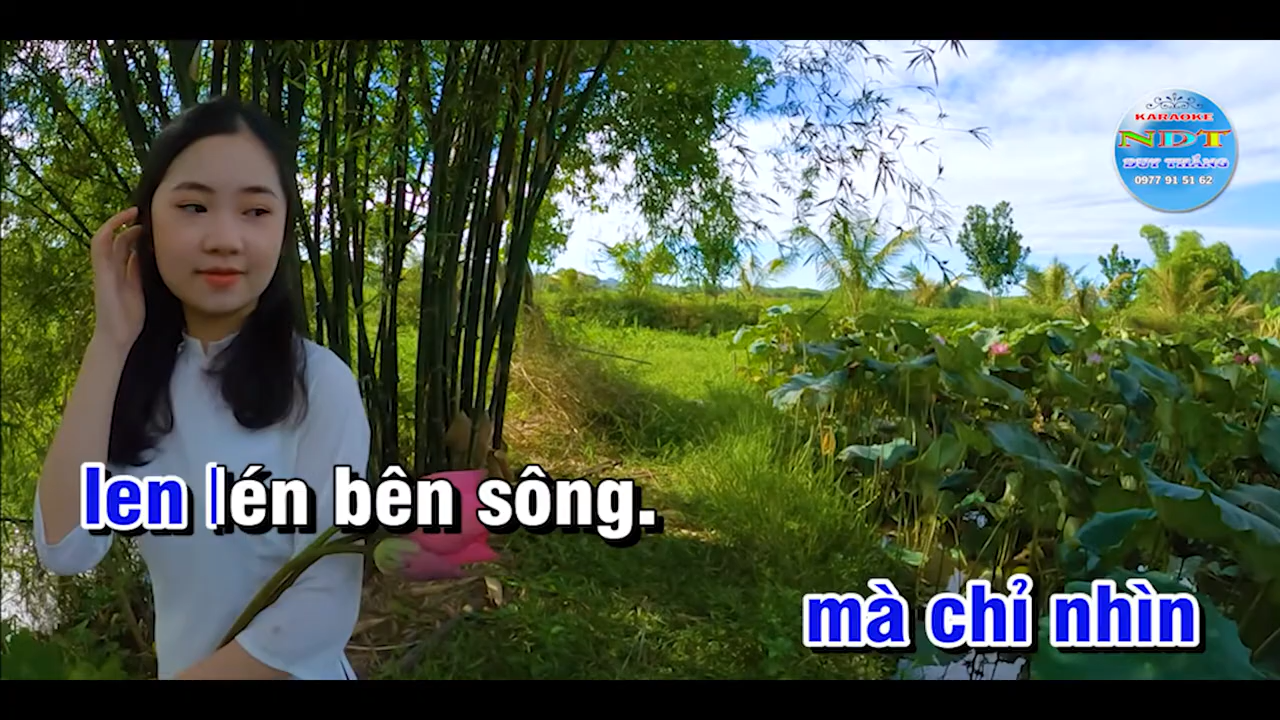 KARAOKE
NDT
DUY THẮNG
0977 91 51 62
len lén bên sông.
mà chỉ nhìn